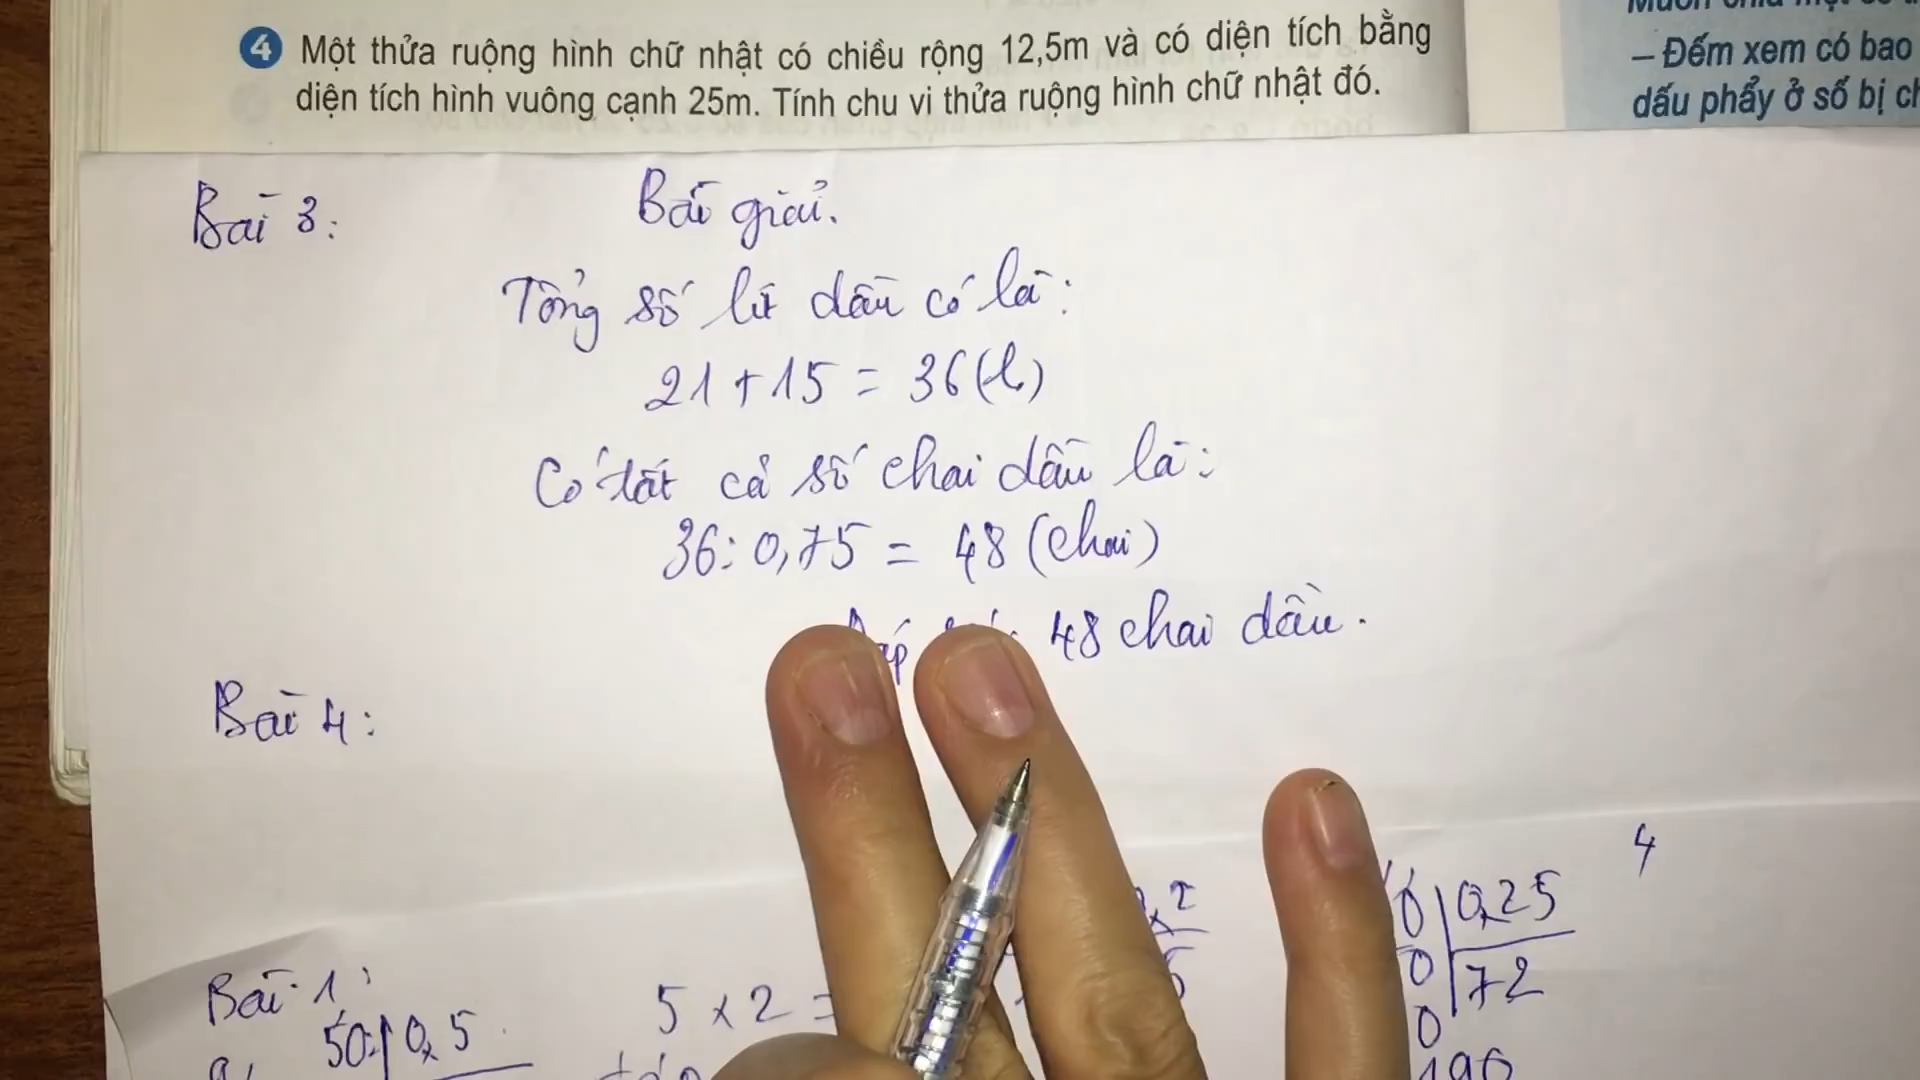 4 Một thửa ruộng hình chữ nhật có chiều rộng 12,5m và có diện tích bằng
diện tích hình vuông cạnh 25m. Tính chu vi thửa ruộng hình chữ nhật đó.
– Đếm xem có bao
dấu phẩy ở số bị
Bài 3:
Bài giải.
Tổng số lít dầu có là:
21 + 15 = 36 (l)
Có tất cả số chai dầu là:
36 : 0,75 = 48 (chai)
48 chai dầu.
Bài 4:
4
0 0,25
0 72
0
190
Bài 1:
50 0,5
5 x 2 =